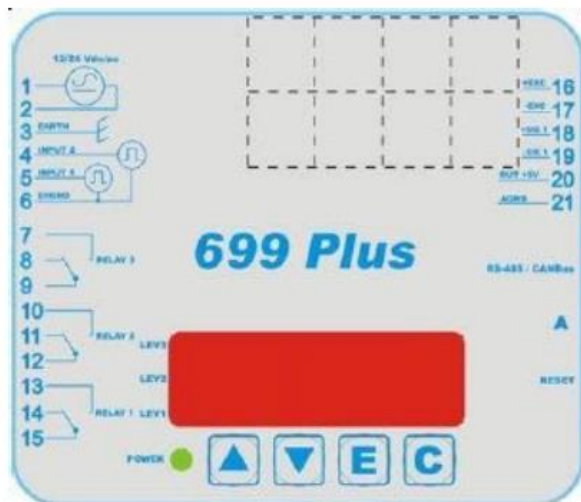 12/24 Vdc/ac
1
2
3 EARTH
4 INPUT 2
5 INPUT 1
6
7
8
9
RELAY 3
10
11
12
RELAY 2
13
14
15
RELAY 1
+EXC 16
-EXC 17
+SIG 1 18
-SIG 1 19
OUT +5V 20
21
699 Plus
RS-485 / CANBus
A
RESET
LEV3
LEV2
LEV1
POWER
E
C